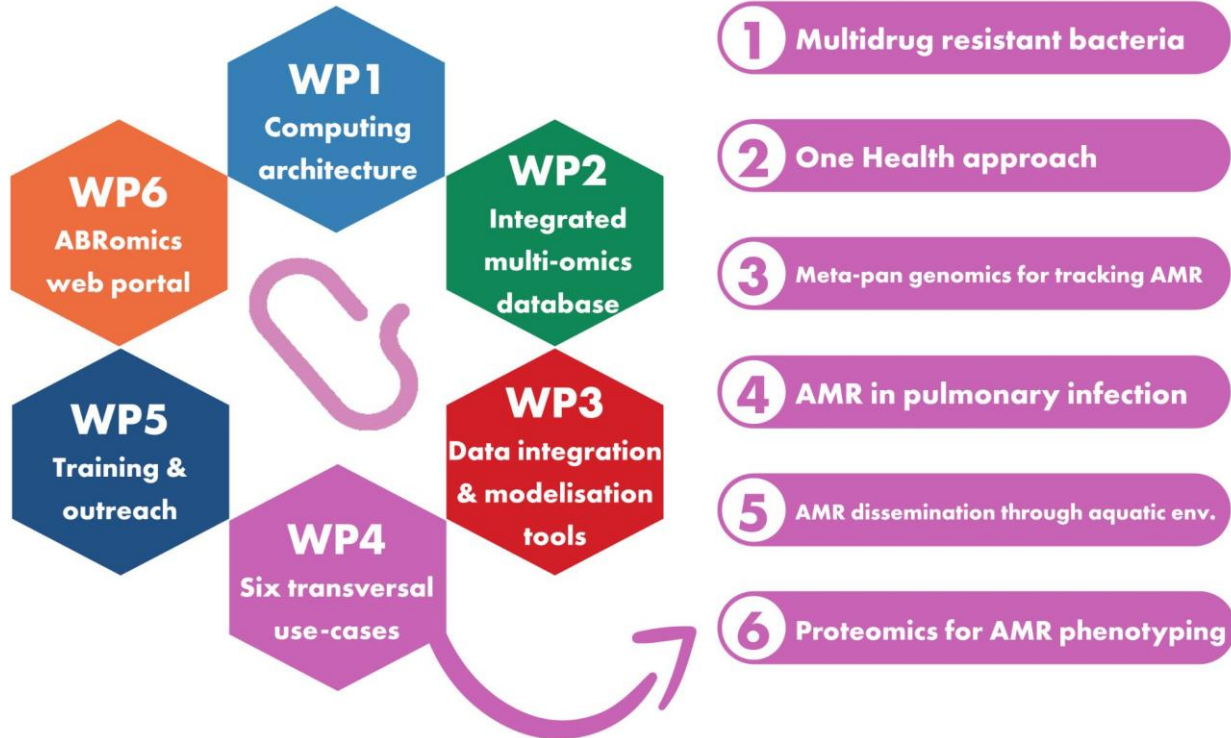 WP1
Computing
architecture
WP2
Integrated
multi-omics
database
WP3
Data integration
& modelisation
tools
WP4
Six transversal
use-cases
WP5
Training &
outreach
WP6
ABRomics
web portal
1 Multidrug resistant bacteria
2 One Health approach
3 Meta-pan genomics for tracking AMR
4 AMR in pulmonary infection
5 AMR dissemination through aquatic env.
6 Proteomics for AMR phenotyping